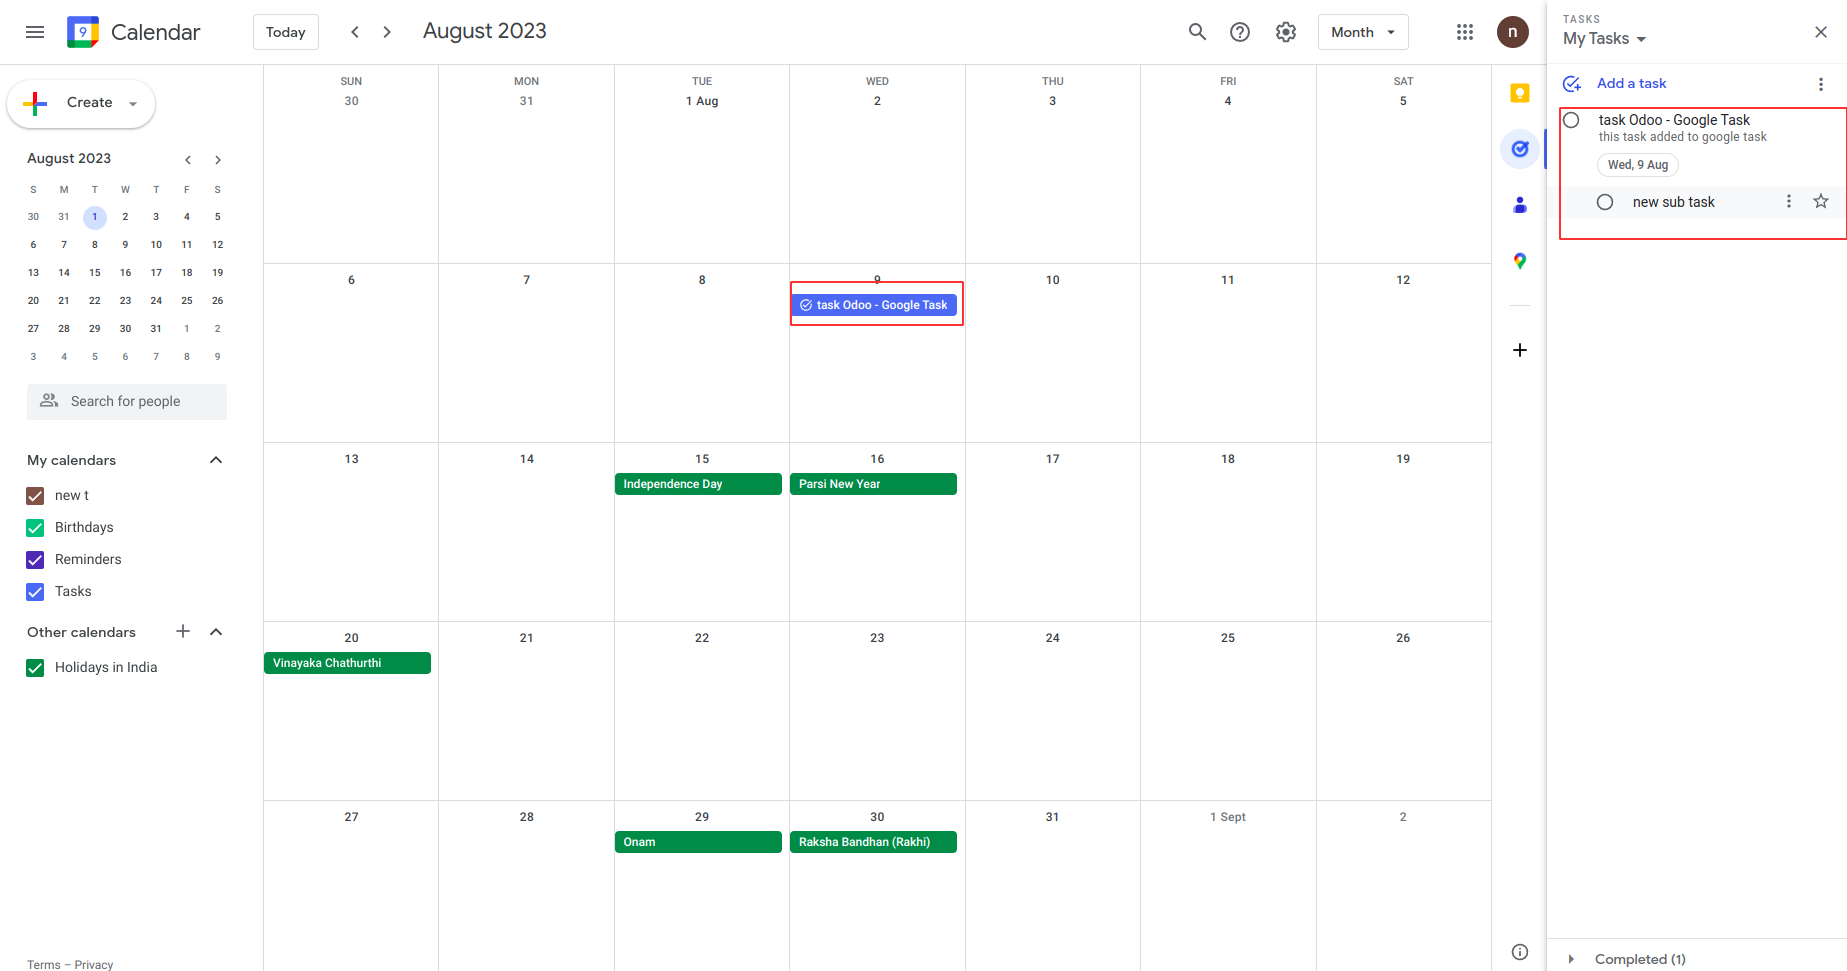 9 Calendar Today August 2023 Month n
Create
August 2023
S M T W T F S
30 31 1 2 3 4 5
6 7 8 9 10 11 12
13 14 15 16 17 18 19
20 21 22 23 24 25 26
27 28 29 30 31 1 2
3 4 5 6 7 8 9
Search for people
My calendars
new t
Birthdays
Reminders
Tasks
Other calendars
Holidays in India
Terms – Privacy
SUN MON TUE WED THU FRI SAT
30 31 1 Aug 2 3 4 5
6 7 8 9 10 11 12
task Odoo - Google Task
13 14 15 16 17 18 19
Independence Day Parsi New Year
20 21 22 23 24 25 26
Vinayaka Chathurthi
27 28 29 30 31 1 Sept 2
Onam Raksha Bandhan (Rakhi)
TASKS
My Tasks
Add a task
task Odoo - Google Task
this task added to google task
Wed, 9 Aug
new sub task
Completed (1)